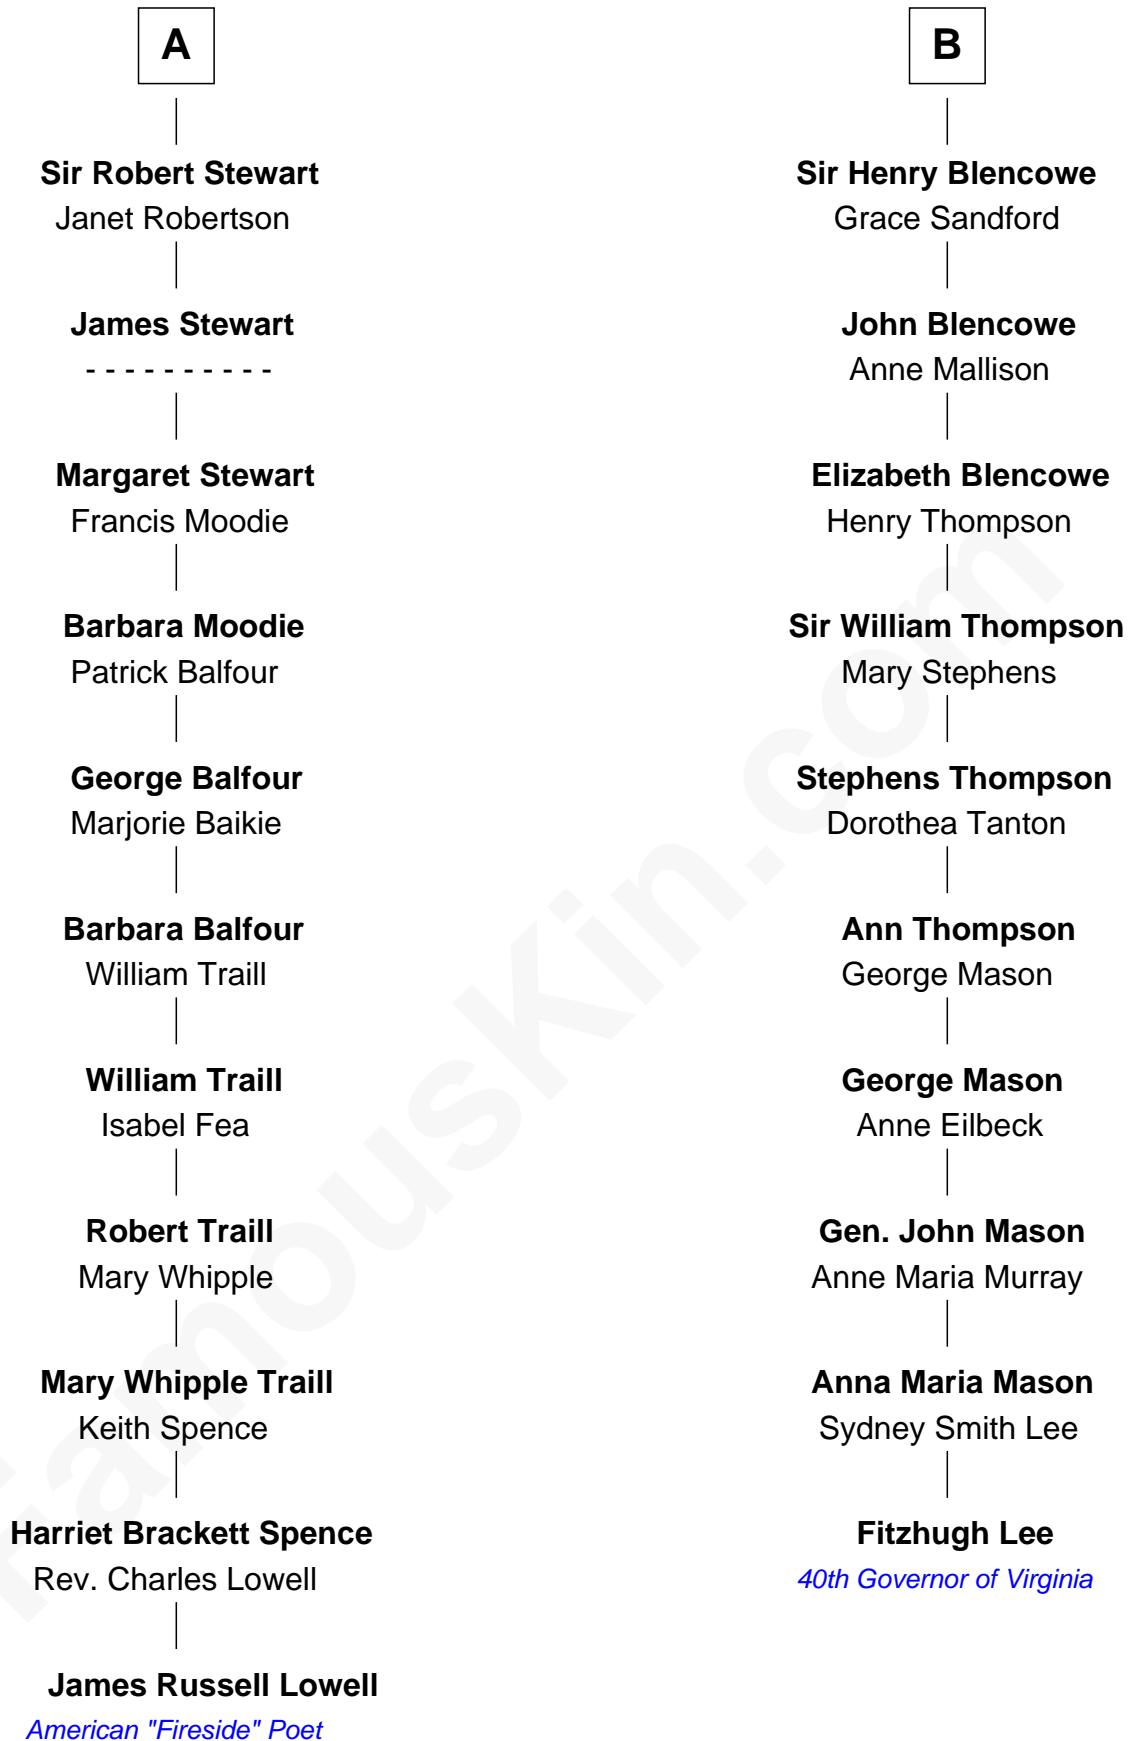 A
Sir Robert Stewart
Janet Robertson
James Stewart
- - - - - - - - - -
Margaret Stewart
Francis Moodie
Barbara Moodie
Patrick Balfour
George Balfour
Marjorie Baikie
Barbara Balfour
William Traill
William Traill
Isabel Fea
Robert Traill
Mary Whipple
Mary Whipple Traill
Keith Spence
Harriet Brackett Spence
Rev. Charles Lowell
James Russell Lowell
American "Fireside" Poet
B
Sir Henry Blencowe
Grace Sandford
John Blencowe
Anne Mallison
Elizabeth Blencowe
Henry Thompson
Sir William Thompson
Mary Stephens
Stephens Thompson
Dorothea Tanton
Ann Thompson
George Mason
George Mason
Anne Eilbeck
Gen. John Mason
Anne Maria Murray
Anna Maria Mason
Sydney Smith Lee
Fitzhugh Lee
40th Governor of Virginia
FamousKin.com